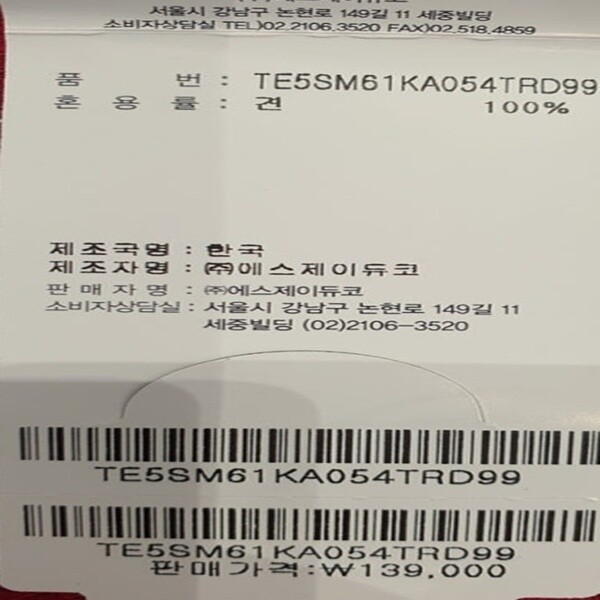 서울시 강남구 논현로 149길 11 세중빌딩
소비자상담실 TEL)02.2106.3520 FAX)02.518.4859
품 번 : TE5SM61KA054TRD99
혼 용 률 : 견 100%
제조국명 : 한국
제조자명 : ㈜에스제이듀코
판매자명 : ㈜에스제이듀코
소비자상담실 : 서울시 강남구 논현로 149길 11
세중빌딩 (02)2106-3520
TE5SM61KA054TRD99
TE5SM61KA054TRD99
판매가격:₩139,000